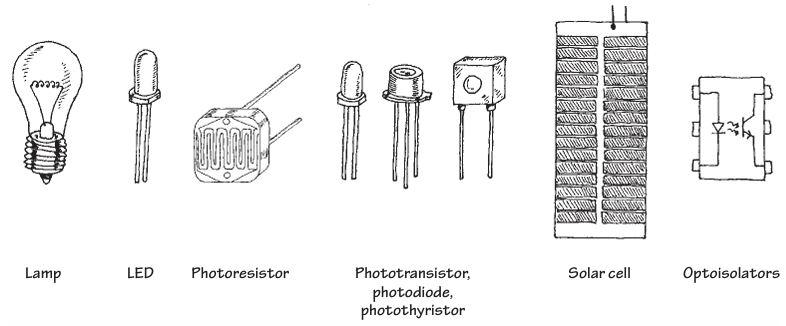 Lamp
LED
Photoresistor
Phototransistor,
photodiode,
photothyristor
Solar cell
Optoisolators